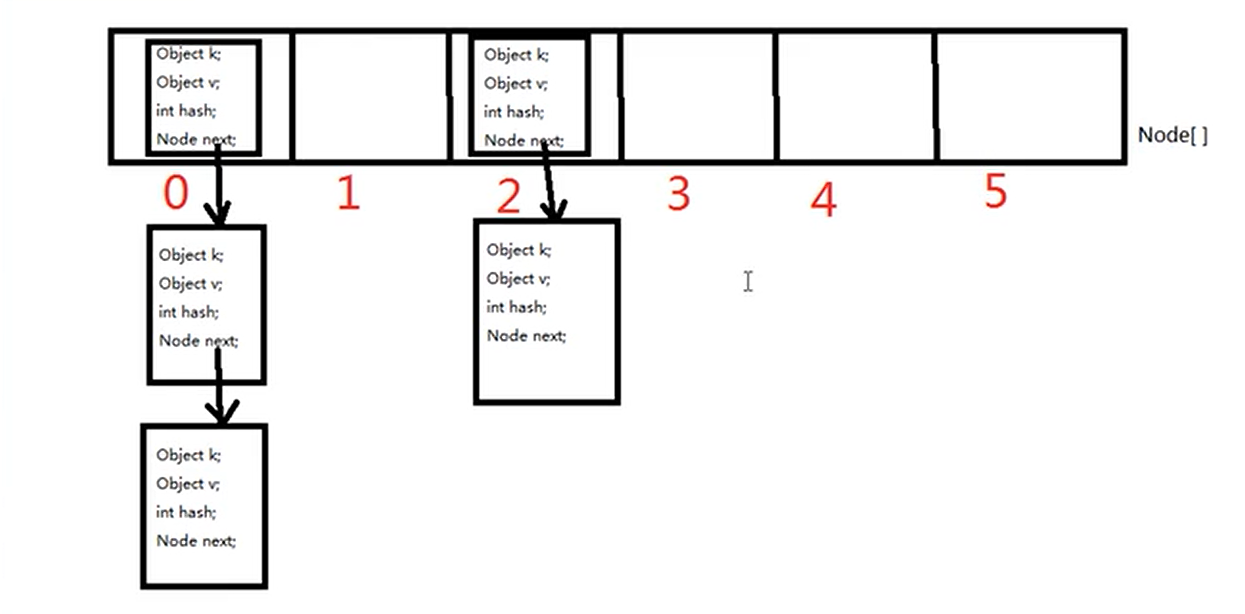 Object k;
Object v;
int hash;
Node next;
Object k;
Object v;
int hash;
Node next;
Node[ ]
0
1
2
3
4
5
Object k;
Object v;
int hash;
Node next;
Object k;
Object v;
int hash;
Node next;
Object k;
Object v;
int hash;
Node next;